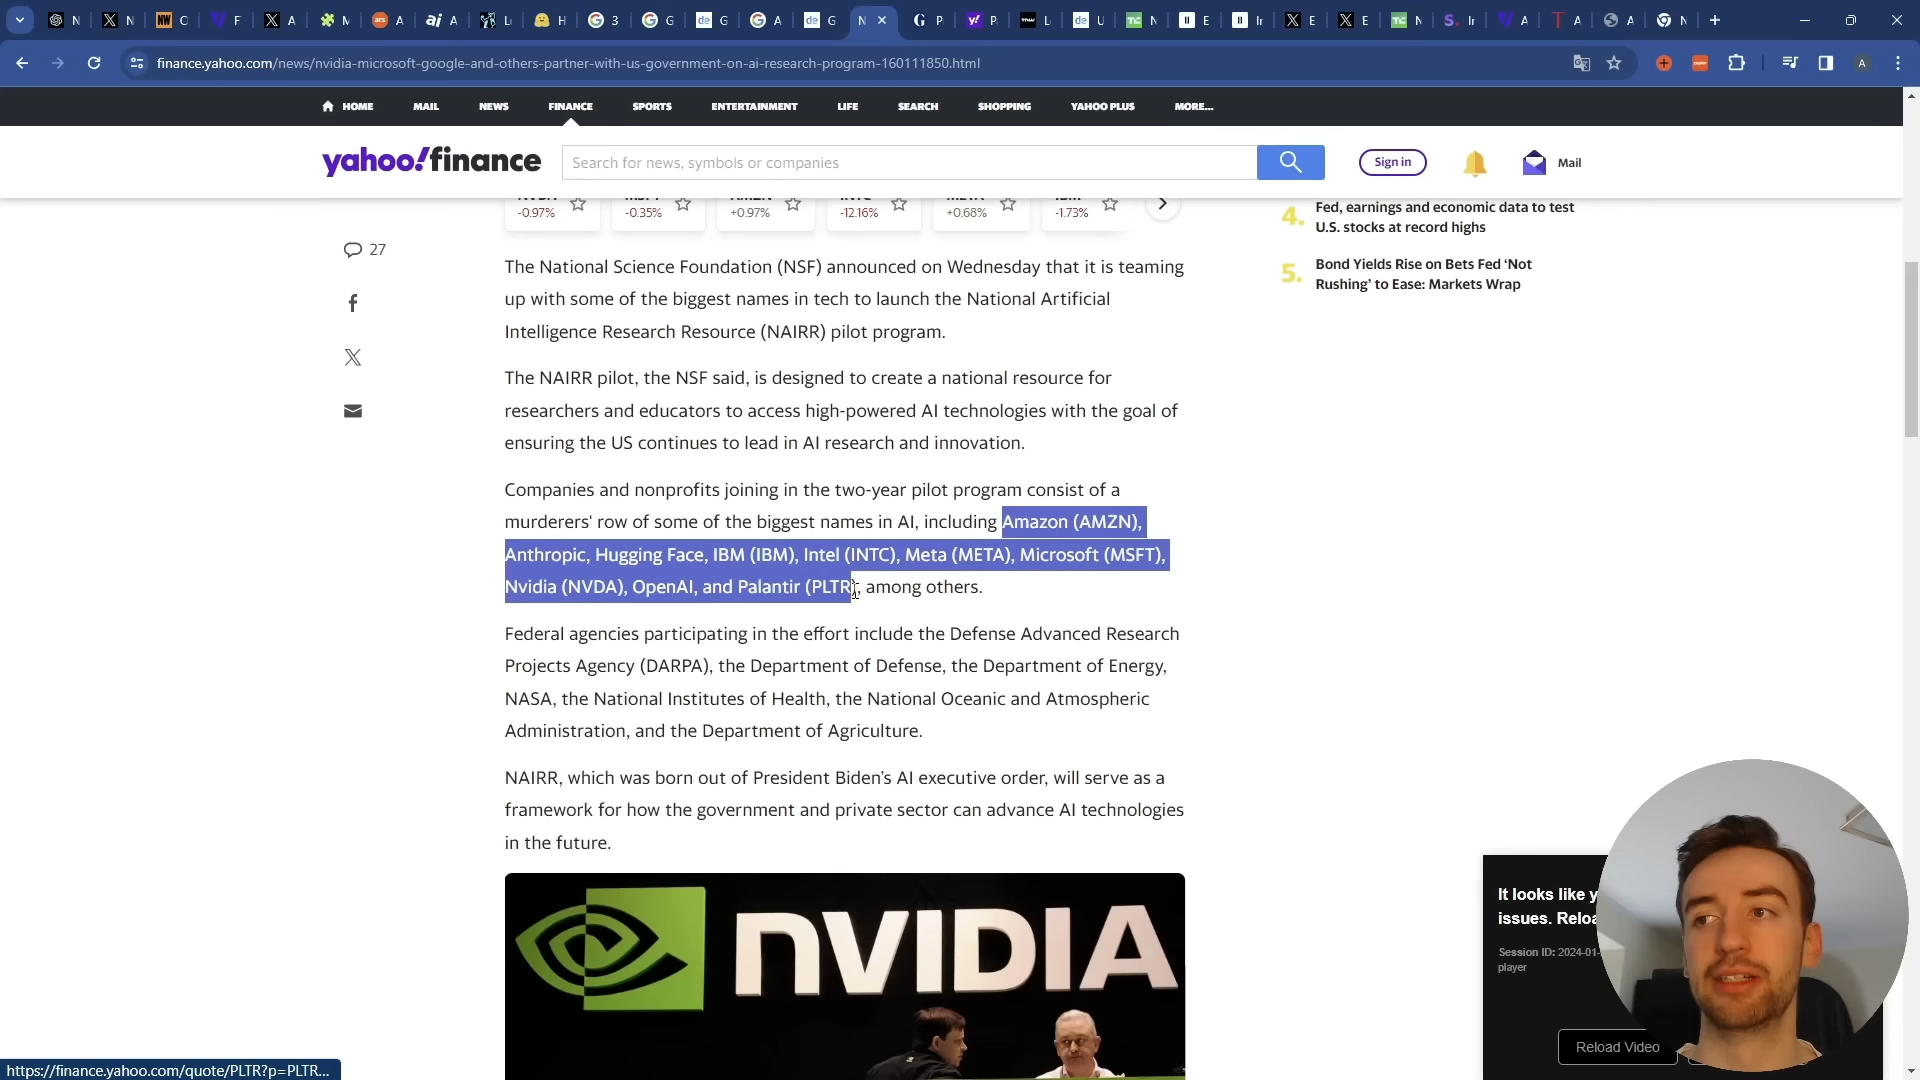 N
N
C
F
A
M
A
A
L
H
3
G
G
A
G
N
P
P
L
U
N
E
Ir
E
E
N
Ir
A
A
A
N
finance.yahoo.com/news/nvidia-microsoft-google-and-others-partner-with-us-government-on-ai-research-program-160111850.html
A
HOME MAIL NEWS FINANCE SPORTS ENTERTAINMENT LIFE SEARCH SHOPPING YAHOO PLUS MORE...
yahoo!finance
Search for news, symbols or companies
Sign in
Mail
-0.97% -0.35% +0.97% -12.16% +0.68% -1.73%
4. Fed, earnings and economic data to test
U.S. stocks at record highs
5. Bond Yields Rise on Bets Fed ‘Not
Rushing’ to Ease: Markets Wrap
27
The National Science Foundation (NSF) announced on Wednesday that it is teaming
up with some of the biggest names in tech to launch the National Artificial
Intelligence Research Resource (NAIRR) pilot program.
The NAIRR pilot, the NSF said, is designed to create a national resource for
researchers and educators to access high-powered AI technologies with the goal of
ensuring the US continues to lead in AI research and innovation.
Companies and nonprofits joining in the two-year pilot program consist of a
murderers' row of some of the biggest names in AI, including Amazon (AMZN),
Anthropic, Hugging Face, IBM (IBM), Intel (INTC), Meta (META), Microsoft (MSFT),
Nvidia (NVDA), OpenAI, and Palantir (PLTR), among others.
Federal agencies participating in the effort include the Defense Advanced Research
Projects Agency (DARPA), the Department of Defense, the Department of Energy,
NASA, the National Institutes of Health, the National Oceanic and Atmospheric
Administration, and the Department of Agriculture.
NAIRR, which was born out of President Biden’s AI executive order, will serve as a
framework for how the government and private sector can advance AI technologies
in the future.
NVIDIA
It looks like y
issues. Reloa
Session ID: 2024-01-
player
Reload Video
https://finance.yahoo.com/quote/PLTR?p=PLTR...